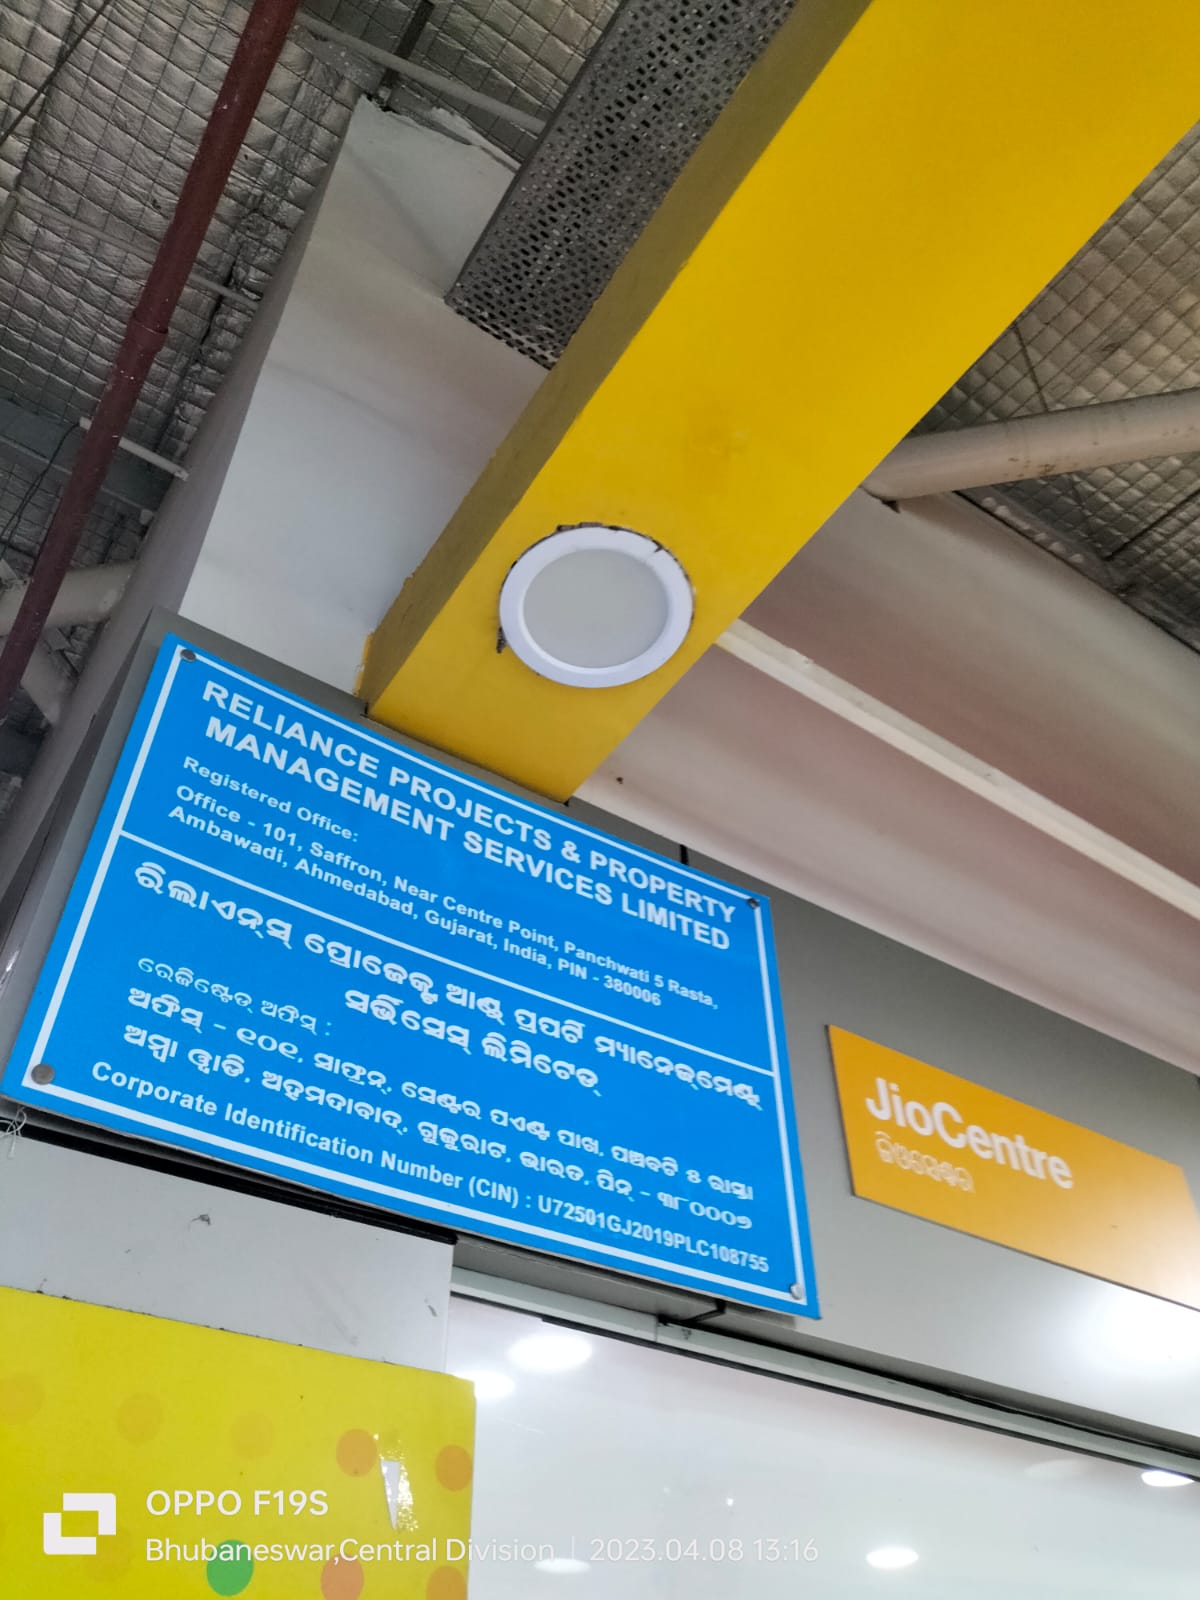 RELIANCE PROJECTS & PROPERTY
MANAGEMENT SERVICES LIMITED
Registered Office:
Office - 101, Saffron, Near Centre Point, Panchwati 5 Rasta,
Ambawadi, Ahmedabad, Gujarat, India, PIN - 380006
ରିଲାଏନ୍ସ୍ ପ୍ରୋଜେକ୍ଟ ଆଣ୍ଡ୍ ପ୍ରପର୍ଟି ମ୍ୟାନେଜ୍‌ମେଣ୍ଟ୍
ସର୍ଭିସେସ୍ ଲିମିଟେଡ୍
ରେଜିଷ୍ଟ୍ରେଡ୍ ଅଫିସ୍ :
ଅଫିସ୍ - ୧୦୧, ସାଫ୍ରନ୍, ସେଣ୍ଟର ପଏଣ୍ଟ ପାଖ, ପଞ୍ଚବଟି ୫ ରାସ୍ତା
ଅମ୍ବା ୱାଡି, ଅହମଦାବାଦ୍, ଗୁଜୁରାଟ, ଭାରତ, ପିନ୍ - ୩୮୦୦୦୬
Corporate Identification Number (CIN) : U72501GJ2019PLC108755
JioCentre
ଜିଓସେଣ୍ଟର
OPPO F19S
Bhubaneswar,Central Division | 2023.04.08 13:16